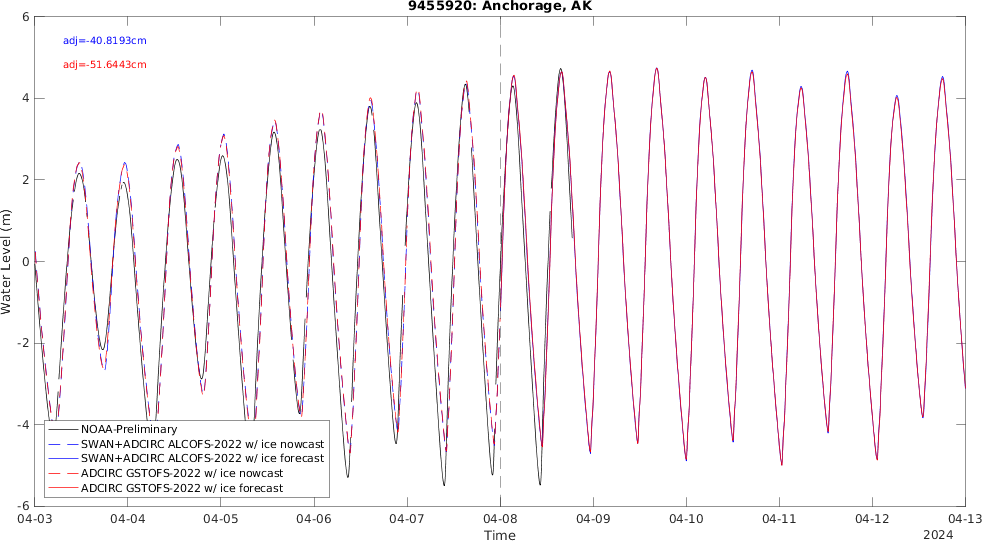 9455920: Anchorage, AK
adj=-40.8193cm
adj=-51.6443cm
Water Level (m)
6
4
2
0
-2
-4
-6
NOAA-Preliminary
SWAN+ADCIRC ALCOFS-2022 w/ ice nowcast
SWAN+ADCIRC ALCOFS-2022 w/ ice forecast
ADCIRC GSTOFS-2022 w/ ice nowcast
ADCIRC GSTOFS-2022 w/ ice forecast
04-03 04-04 04-05 04-06 04-07 04-08 04-09 04-10 04-11 04-12 04-13
Time
2024